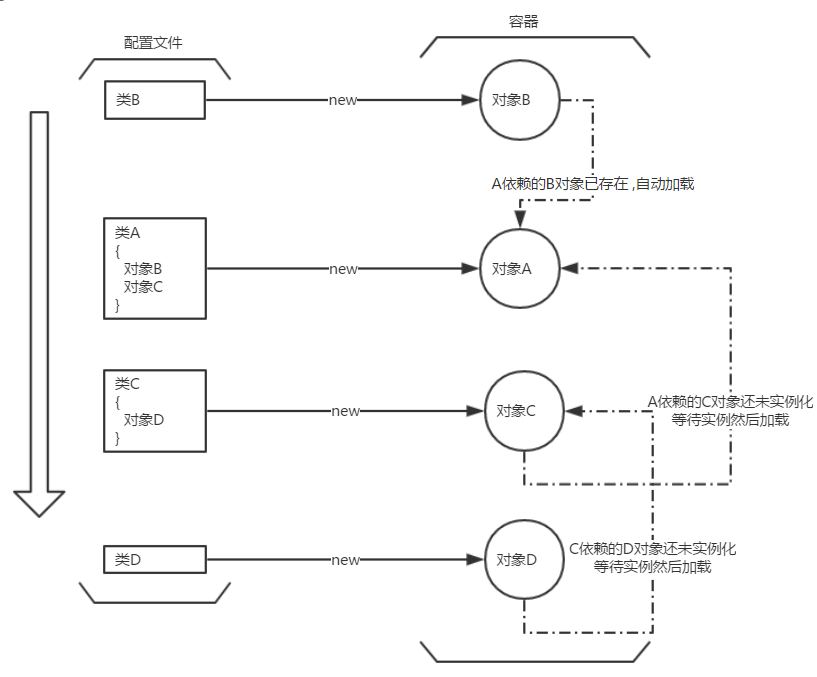 容器
配置文件
类B
new
对象B
A依赖的B对象已存在 ,自动加载
类A
{
对象B
对象C
}
new
对象A
类C
{
对象D
}
new
对象C
A依赖的C对象还未实例化
等待实例然后加载
类D
new
对象D
C依赖的D对象还未实例化
等待实例然后加载